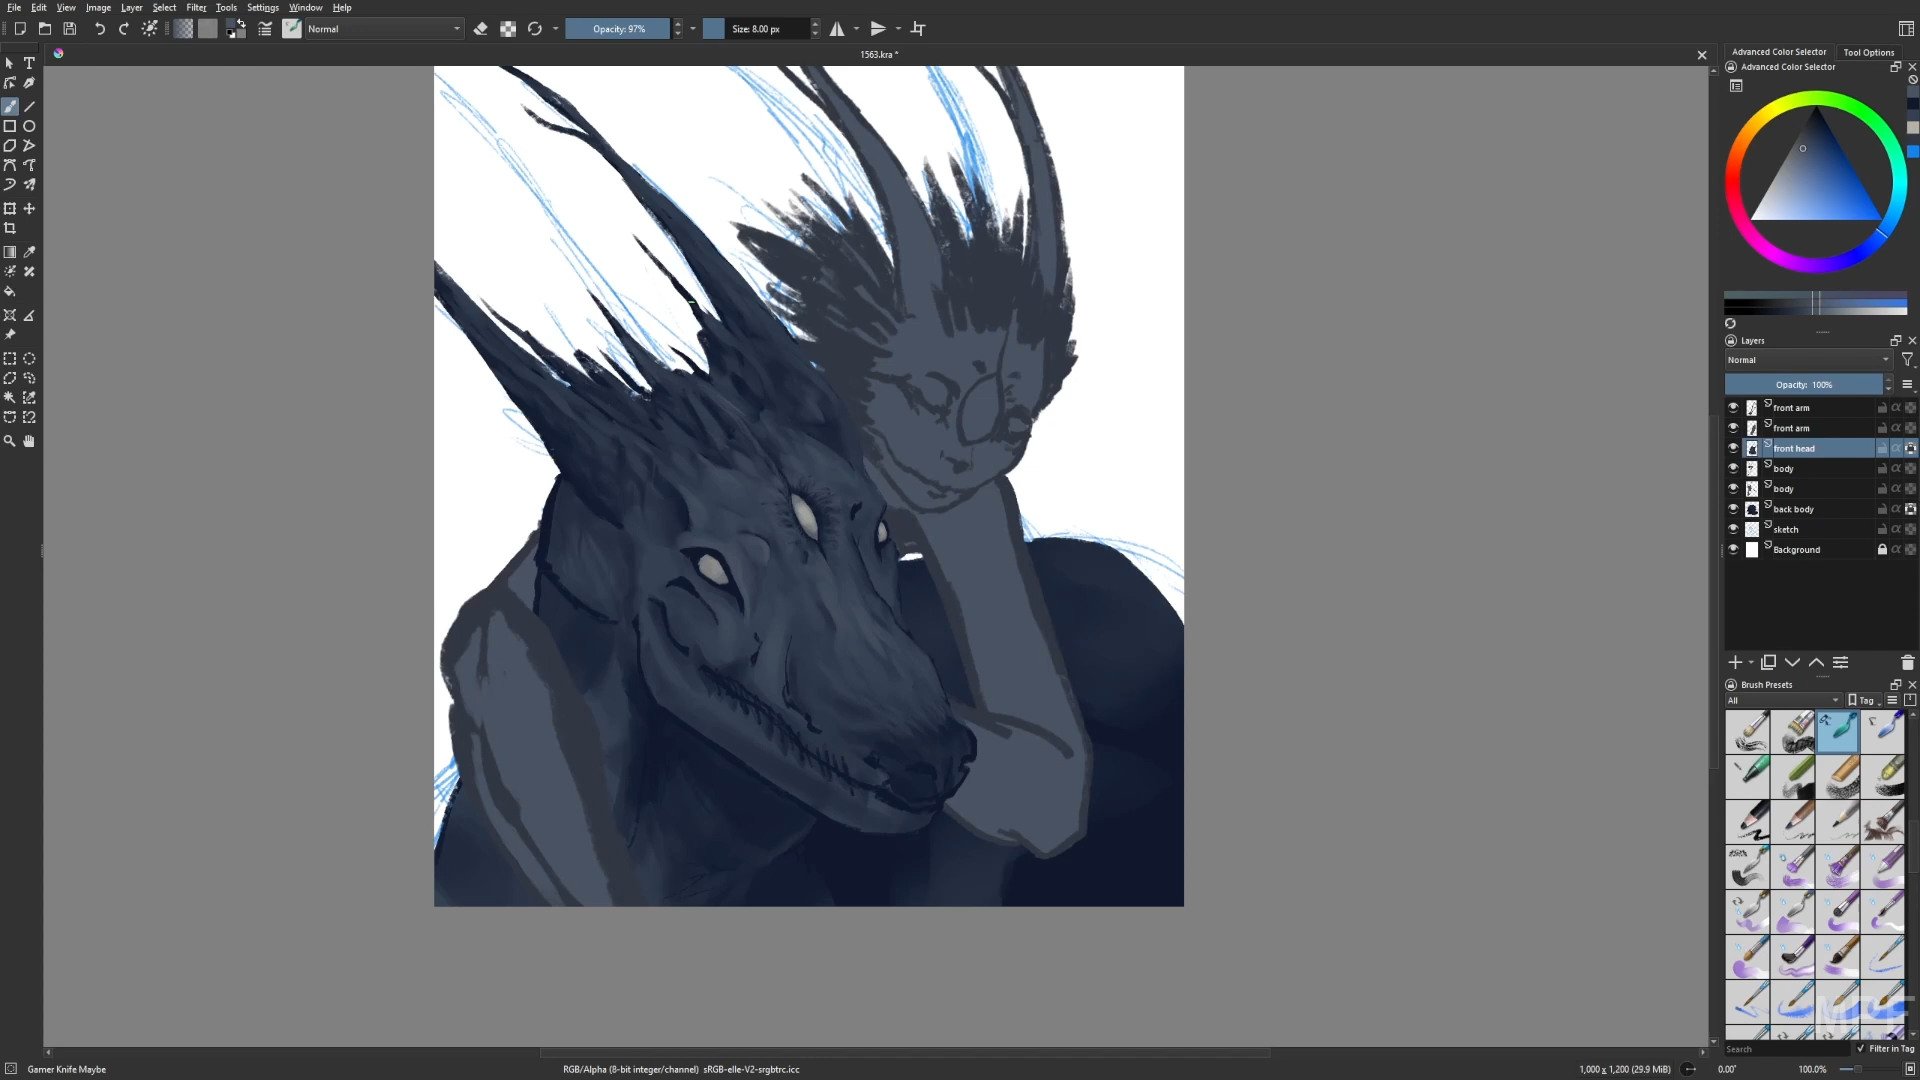 File Edit View Image Layer Select Filter Tools Settings Window Help
Normal
Opacity: 97%
Size: 8.00 px
1563.kra *
Advanced Color Selector
Tool Options
Advanced Color Selector
Layers
Normal
Opacity: 100%
front arm
front arm
front head
body
body
back body
sketch
Background
Brush Presets
All
Tag
MPF
Search
Filter in Tag
Gamer Knife Maybe
RGB/Alpha (8-bit integer/channel) sRGB-elle-V2-srgbtrc.icc
1,000 x 1,200 (29.9 MiB)
0.00°
100.0%